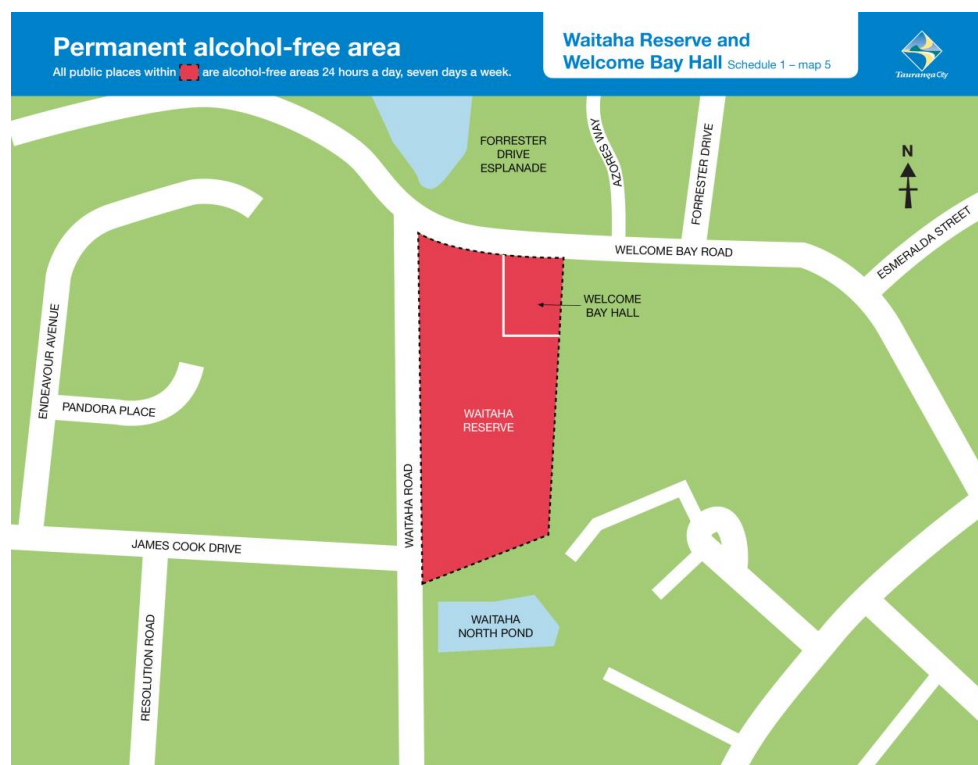 Permanent alcohol-free area
All public places within are alcohol-free areas 24 hours a day, seven days a week.
Waitaha Reserve and
Welcome Bay Hall Schedule 1 – map 5
Tauranga City
FORRESTER
DRIVE
ESPLANADE
AZORES WAY
FORRESTER DRIVE
N
ESMERALDA STREET
WELCOME BAY ROAD
WELCOME
BAY HALL
ENDEAVOUR AVENUE
PANDORA PLACE
WAITAHA
RESERVE
WAITAHA ROAD
JAMES COOK DRIVE
WAITAHA
NORTH POND
RESOLUTION ROAD